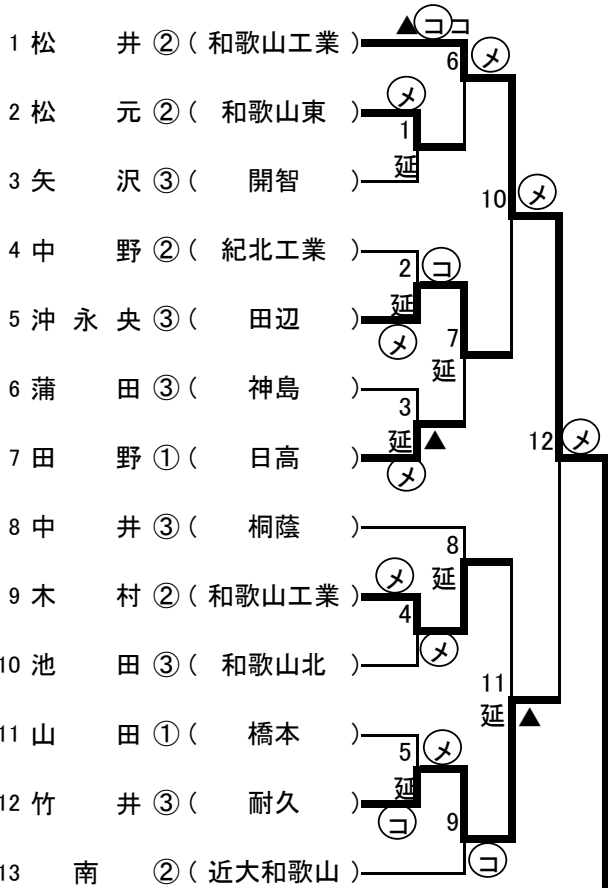 ▲ココ
1 松 井 ② ( 和歌山工業 )
6 メ
メ
2 松 元 ② ( 和歌山東 )
1
延
3 矢 沢 ③ ( 開智 )
10 メ
4 中 野 ② ( 紀北工業 )
2 コ
延
5 沖 永 央 ③ ( 田辺 )
メ
7
延
6 蒲 田 ③ ( 神島 )
3
延 ▲
12 メ
7 田 野 ① ( 日高 )
メ
8 中 井 ③ ( 桐蔭 )
8
延
メ
9 木 村 ② ( 和歌山工業 )
4
メ
10 池 田 ③ ( 和歌山北 )
11
延 ▲
11 山 田 ① ( 橋本 )
5 メ
延
12 竹 井 ③ ( 耐久 )
コ
9
コ
13 南 ② ( 近大和歌山 )